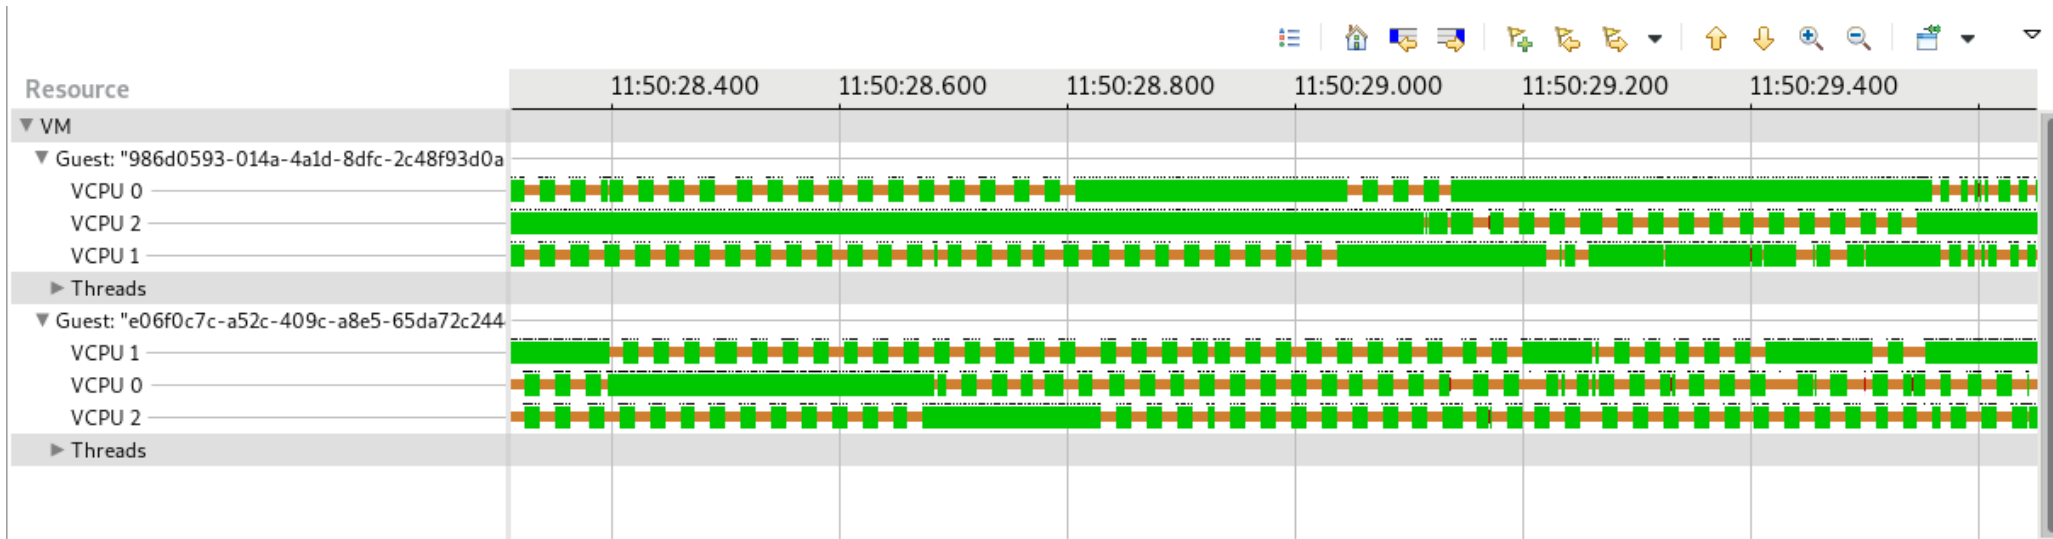 11:50:28.400 11:50:28.600 11:50:28.800 11:50:29.000 11:50:29.200 11:50:29.400
Resource
VM
Guest: "986d0593-014a-4a1d-8dfc-2c48f93d0a
VCPU 0
VCPU 2
VCPU 1
Threads
Guest: "e06f0c7c-a52c-409c-a8e5-65da72c244
VCPU 1
VCPU 0
VCPU 2
Threads